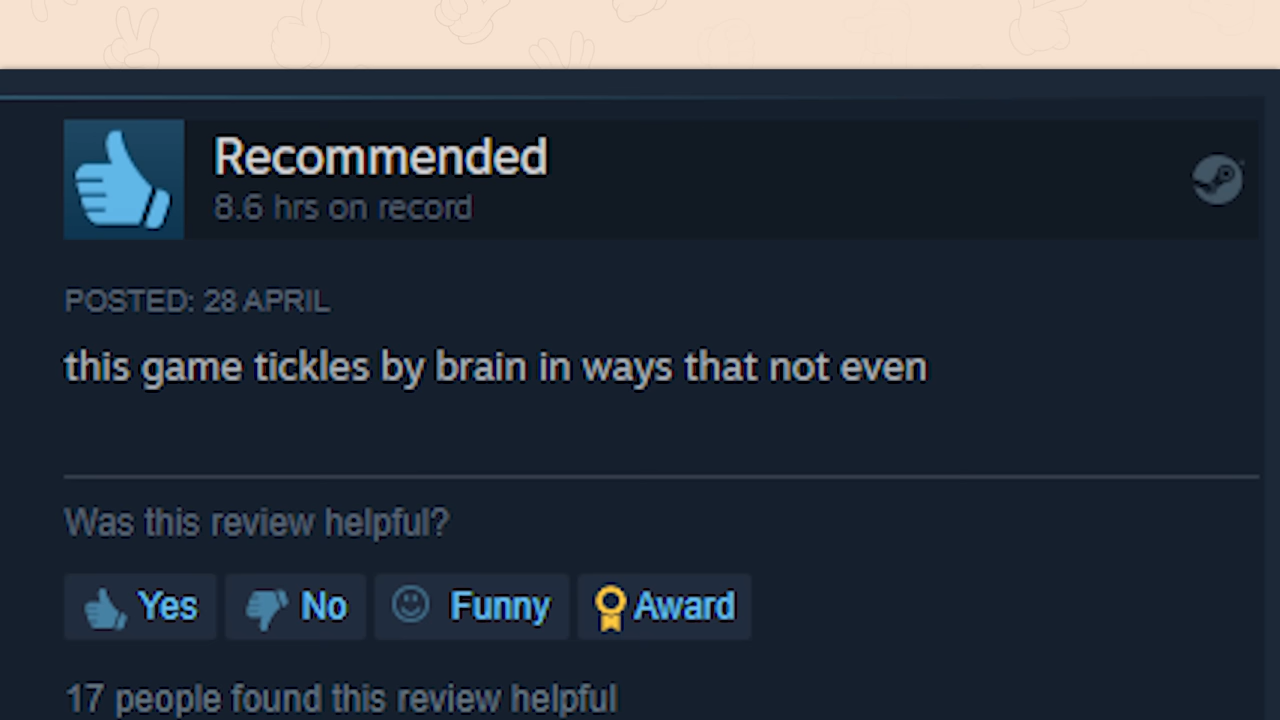 Recommended
8.6 hrs on record
POSTED: 28 APRIL
this game tickles by brain in ways that not even
Was this review helpful?
Yes No Funny Award
17 people found this review helpful